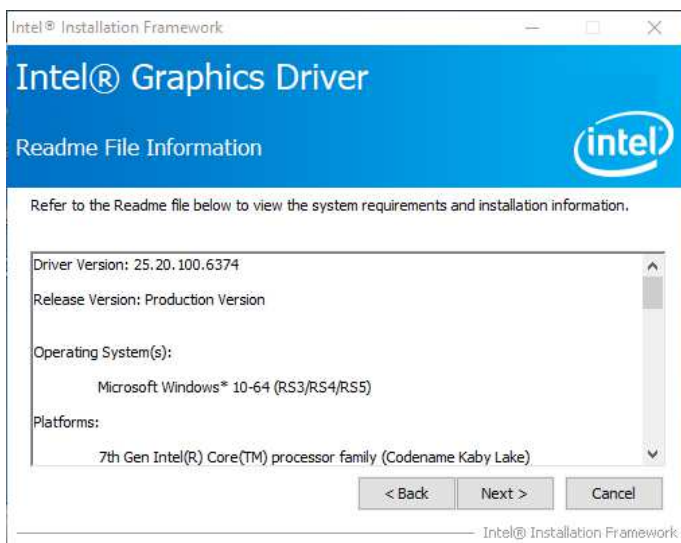 Intel® Installation Framework
Intel® Graphics Driver
Readme File Information
intel
Refer to the Readme file below to view the system requirements and installation information.
Driver Version: 25.20.100.6374
Release Version: Production Version
Operating System(s):
Microsoft Windows* 10-64 (RS3/RS4/RS5)
Platforms:
7th Gen Intel(R) Core(TM) processor family (Codename Kaby Lake)
< Back Next > Cancel
Intel® Installation Framework